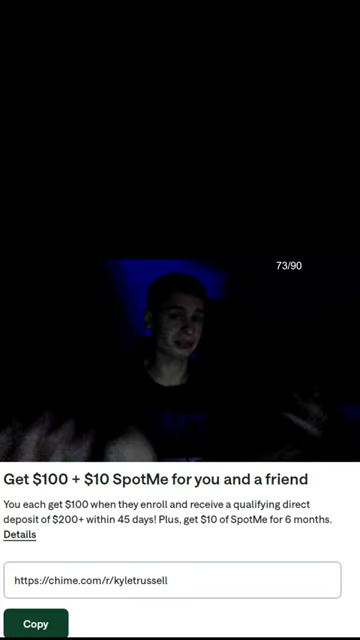 73/90
Get $100 + $10 SpotMe for you and a friend
You each get $100 when they enroll and receive a qualifying direct
deposit of $200+ within 45 days! Plus, get $10 of SpotMe for 6 months.
Details
https://chime.com/r/kyletrussell
Copy